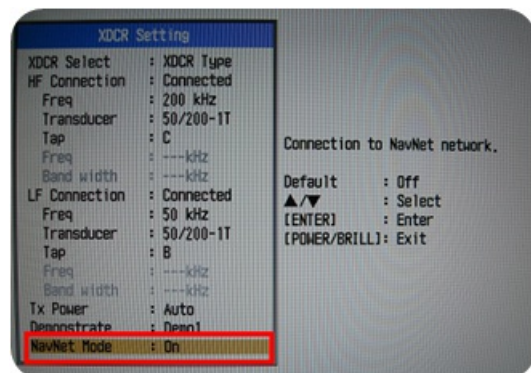 XDCR Setting
XDCR Select : XDCR Type
HF Connection : Connected
Freq : 200 kHz
Transducer : 50/200-1T
Tap : C
Freq : ---kHz
Band width : ---kHz
LF Connection : Connected
Freq : 50 kHz
Transducer : 50/200-1T
Tap : B
Freq : ---kHz
Band width : ---kHz
Tx Power : Auto
Demonstrate : Demo1
NavNet Mode : On
Connection to NavNet network.
Default : Off
▲/▼ : Select
[ENTER] : Enter
[POWER/BRILL]: Exit